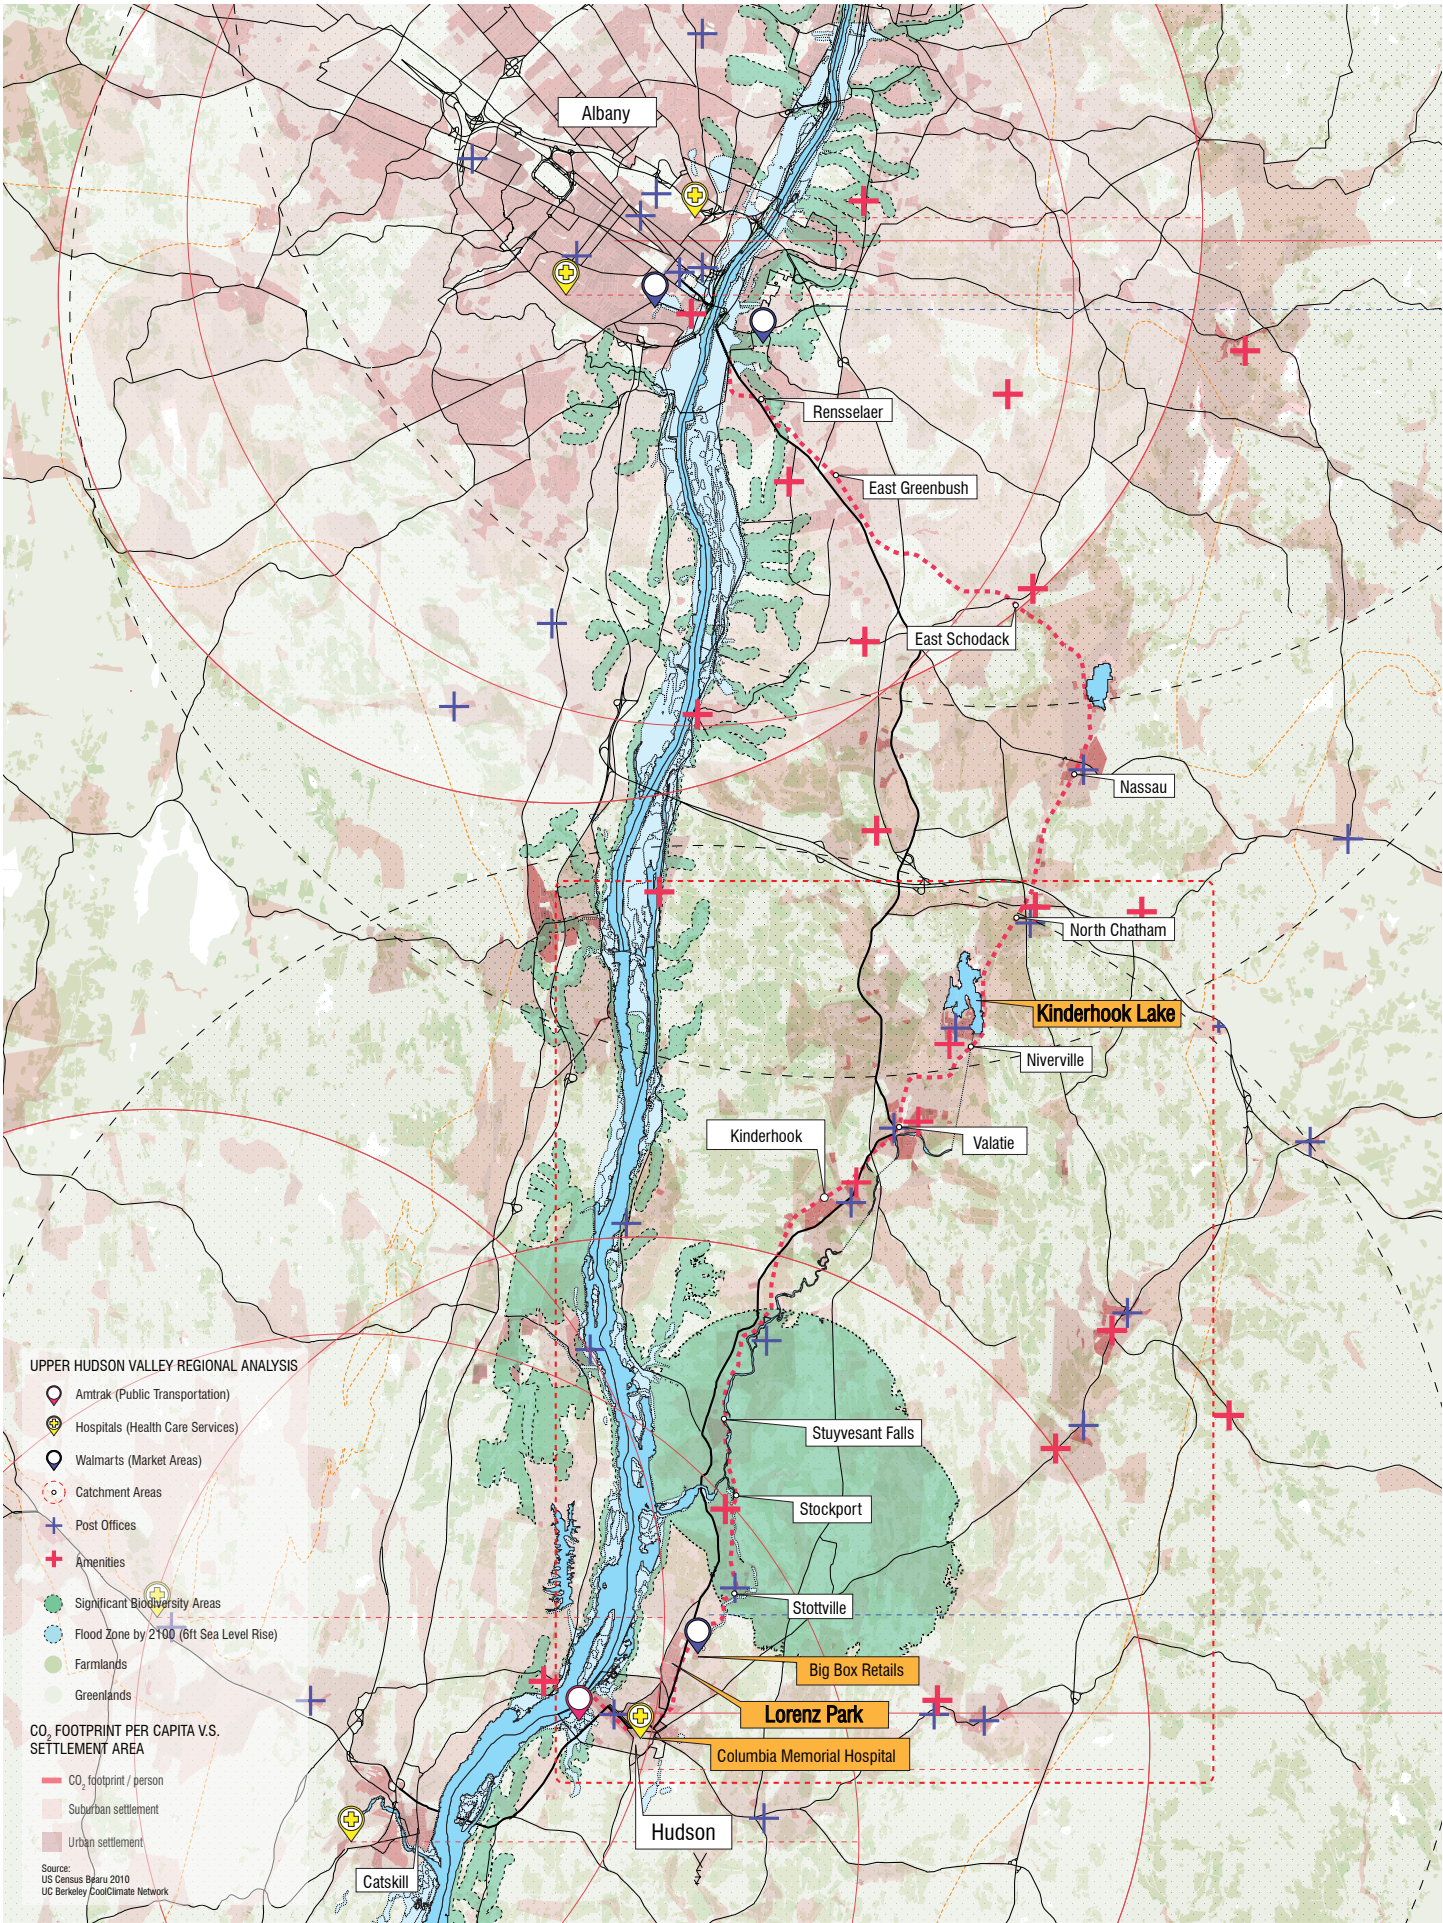 Albany
Rensselaer
East Greenbush
East Schodack
Nassau
North Chatham
Kinderhook Lake
Niverville
Kinderhook
Valatie
Stuyvesant Falls
Stockport
Stottville
Big Box Retails
Lorenz Park
Columbia Memorial Hospital
Hudson
Catskill
UPPER HUDSON VALLEY REGIONAL ANALYSIS
Amtrak (Public Transportation)
Hospitals (Health Care Services)
Walmarts (Market Areas)
Catchment Areas
Post Offices
Amenities
Significant Biodiversity Areas
Flood Zone by 2100 (6ft Sea Level Rise)
Farmlands
Greenlands
CO2 FOOTPRINT PER CAPITA V.S.
SETTLEMENT AREA
CO2 footprint / person
Suburban settlement
Urban settlement
Source:
US Census Bearu 2010
UC Berkeley CoolClimate Network